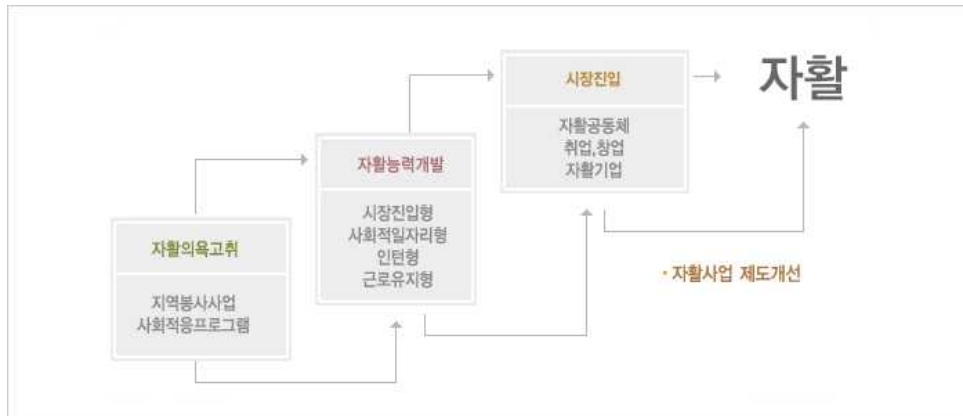 자활의욕고취
지역봉사사업
사회적응프로그램
자활능력개발
시장진입형
사회적일자리형
인턴형
근로유지형
시장진입
자활공동체
취업,창업
자활기업
자활
· 자활사업 제도개선